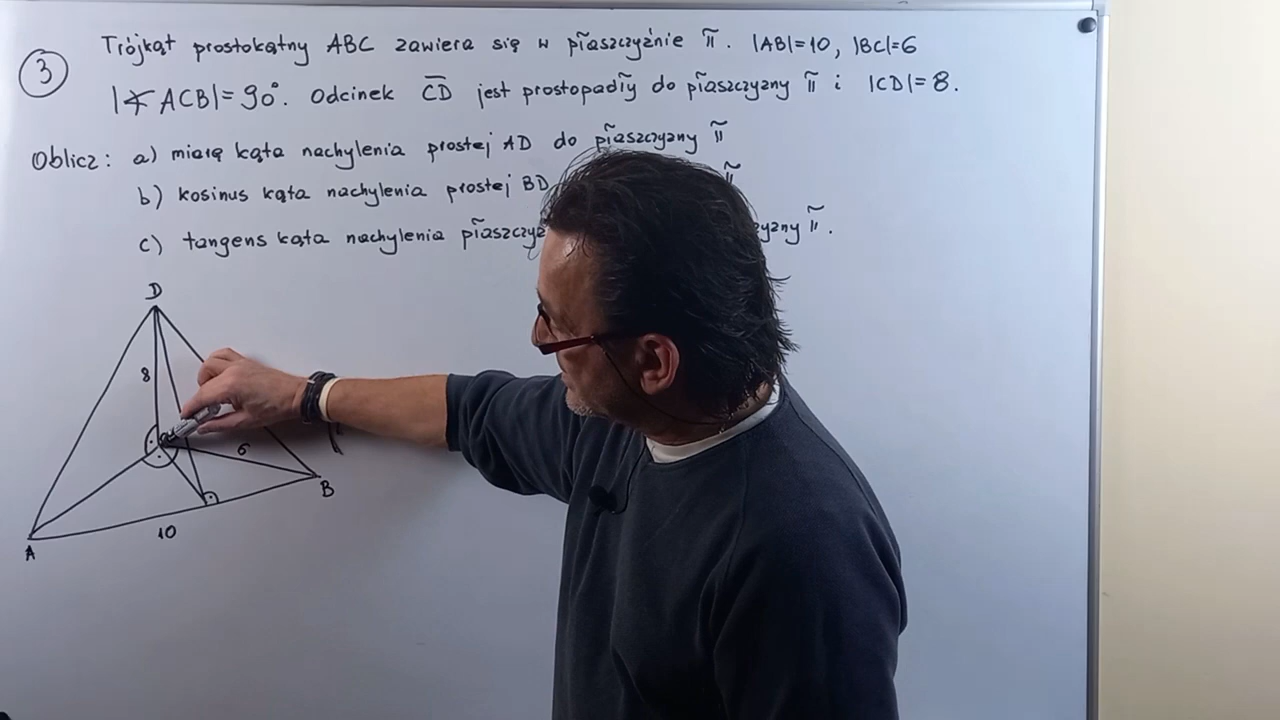 3
Trójkąt prostokątny ABC zawiera się w płaszczyźnie π. |AB|=10, |BC|=6
|∢ACB|=90°. Odcinek CD jest prostopadły do płaszczyzny π i |CD|=8.
Oblicz: a) miarę kąta nachylenia prostej AD do płaszczyzny π
b) kosinus kąta nachylenia prostej BD π
c) tangens kąta nachylenia π.
D
8
6
B
10
A